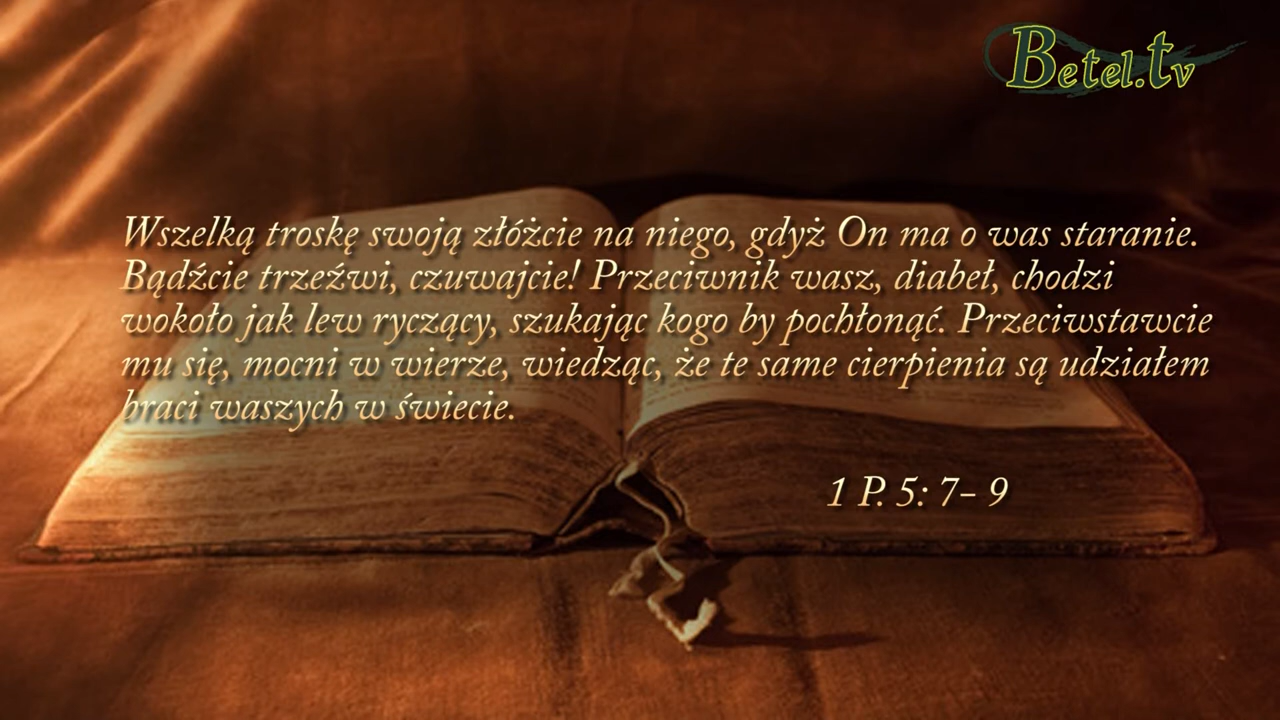 Betel.tv
Wszelką troskę swoją złóżcie na niego, gdyż On ma o was staranie.
Bądźcie trzeźwi, czuwajcie! Przeciwnik wasz, diabeł, chodzi
wokoło jak lew ryczący, szukając kogo by pochłonąć. Przeciwstawcie
mu się, mocni w wierze, wiedząc, że te same cierpienia są udziałem
braci waszych w świecie.
1 P. 5: 7– 9